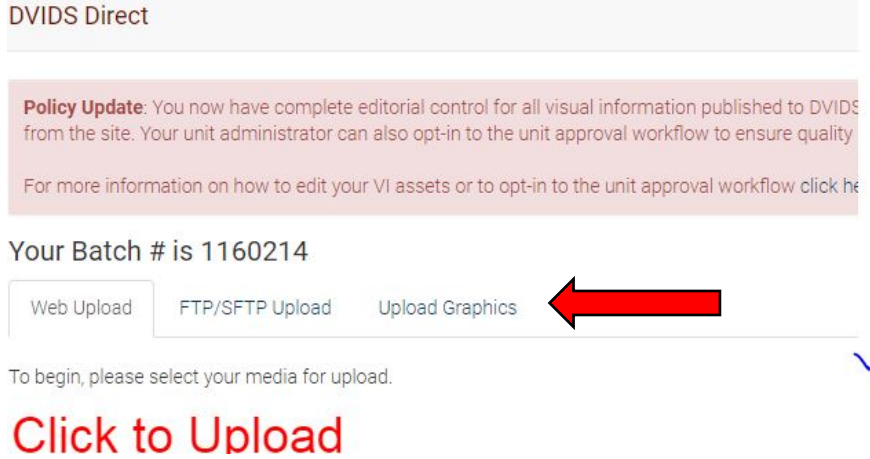 DVIDS Direct
Policy Update: You now have complete editorial control for all visual information published to DVIDS
from the site. Your unit administrator can also opt-in to the unit approval workflow to ensure quality
For more information on how to edit your VI assets or to opt-in to the unit approval workflow click he
Your Batch # is 1160214
Web Upload FTP/SFTP Upload Upload Graphics
To begin, please select your media for upload.
Click to Upload